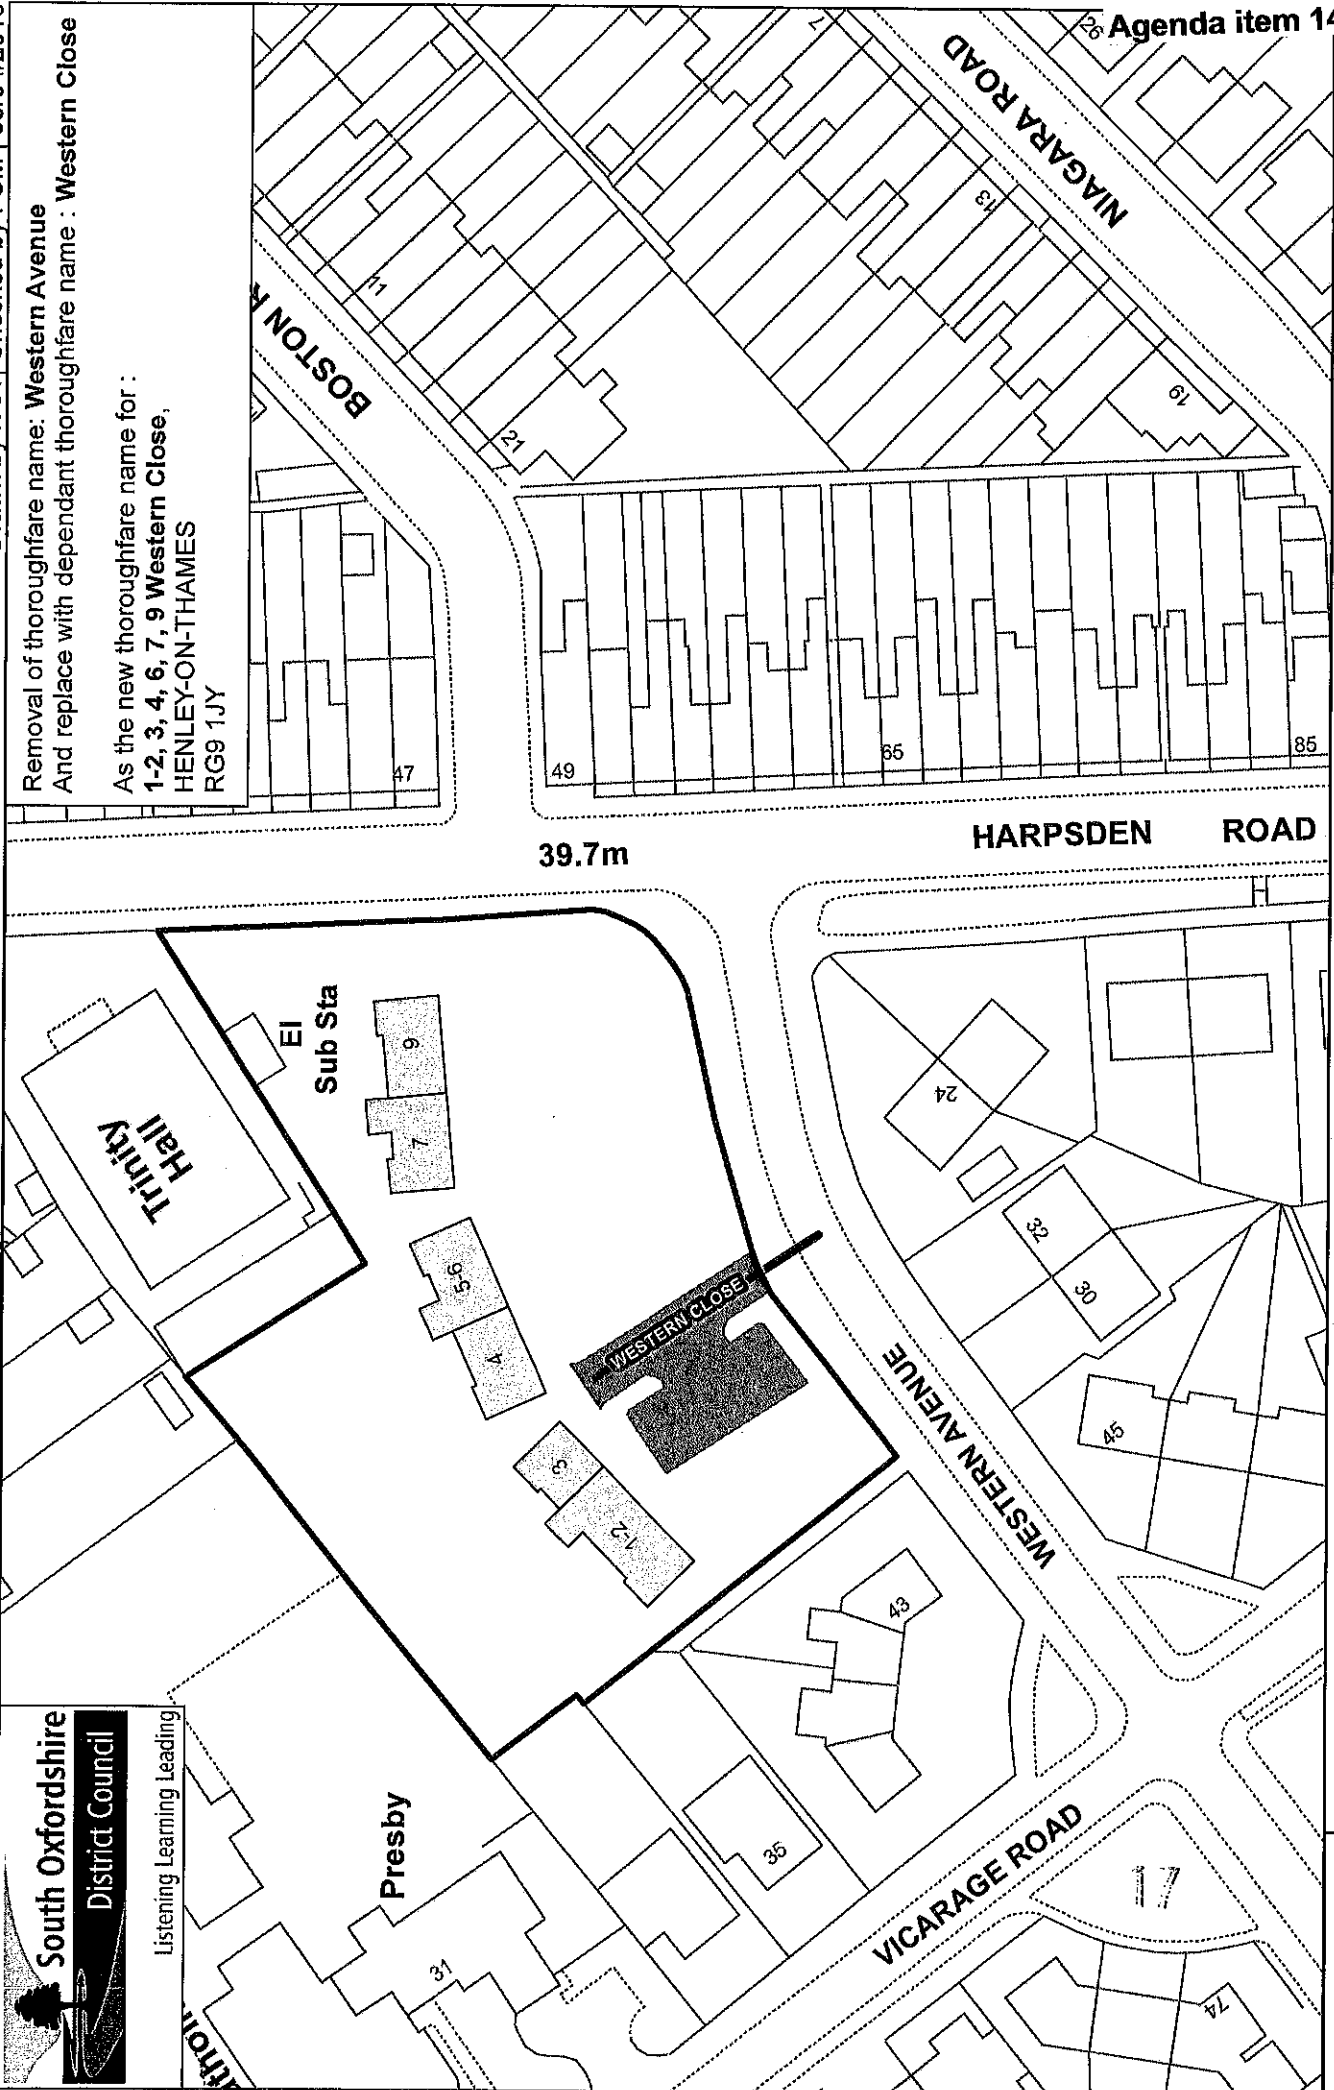 Agenda item 14
Removal of thoroughfare name: Western Avenue
And replace with dependant thoroughfare name : Western Close
As the new thoroughfare name for :
1-2, 3, 4, 6, 7, 9 Western Close,
HENLEY-ON-THAMES
RG9 1JY
South Oxfordshire
District Council
Listening Learning Leading
26
7
NIAGARA ROAD
13
19
BOSTON
11
21
47
49
65
85
39.7m
HARPSDEN ROAD
Trinity
Hall
El
Sub Sta
9
7
5-6
4
3
1-2
WESTERN CLOSE
WESTERN AVENUE
24
32
30
45
43
35
Presby
31
VICARAGE ROAD
17
74